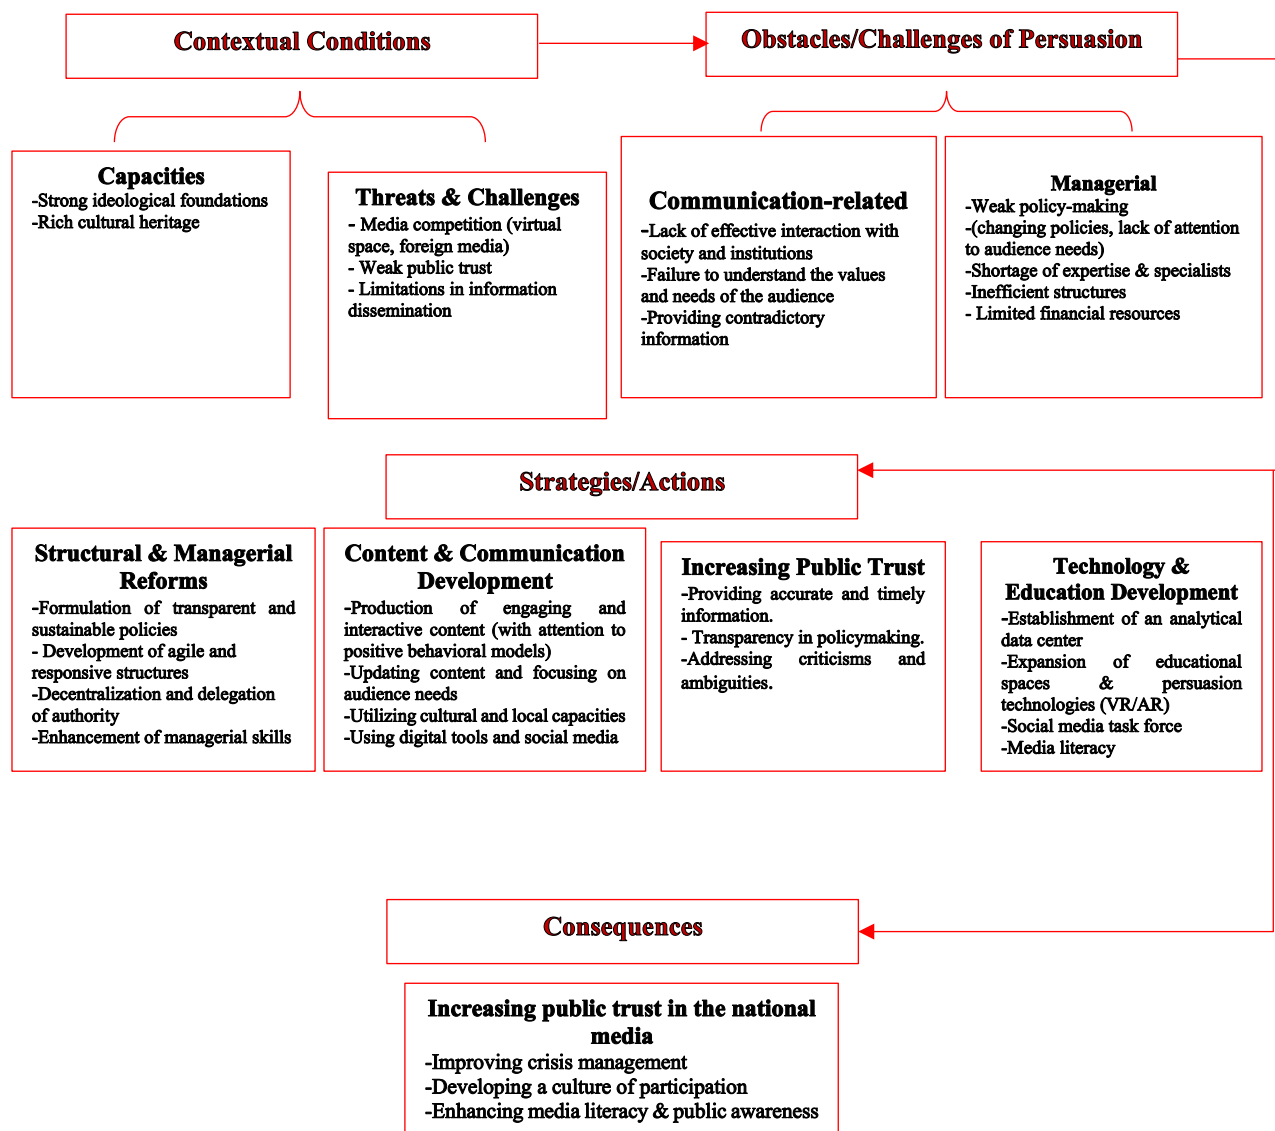 Contextual Conditions
Obstacles/Challenges of Persuasion
Capacities
-Strong ideological foundations
-Rich cultural heritage
Threats & Challenges
- Media competition (virtual
space, foreign media)
- Weak public trust
- Limitations in information
dissemination
Communication-related
-Lack of effective interaction with
society and institutions
-Failure to understand the values
and needs of the audience
-Providing contradictory
information
Managerial
-Weak policy-making
-(changing policies, lack of attention
to audience needs)
-Shortage of expertise & specialists
-Inefficient structures
- Limited financial resources
Strategies/Actions
Structural & Managerial
Reforms
-Formulation of transparent and
sustainable policies
- Development of agile and
responsive structures
-Decentralization and delegation
of authority
-Enhancement of managerial skills
Content & Communication
Development
-Production of engaging and
interactive content (with attention to
positive behavioral models)
-Updating content and focusing on
audience needs
-Utilizing cultural and local capacities
-Using digital tools and social media
Increasing Public Trust
-Providing accurate and timely
information.
- Transparency in policymaking.
-Addressing criticisms and
ambiguities.
Technology &
Education Development
-Establishment of an analytical
data center
-Expansion of educational
spaces & persuasion
technologies (VR/AR)
-Social media task force
-Media literacy
Consequences
Increasing public trust in the national
media
-Improving crisis management
-Developing a culture of participation
-Enhancing media literacy & public awareness